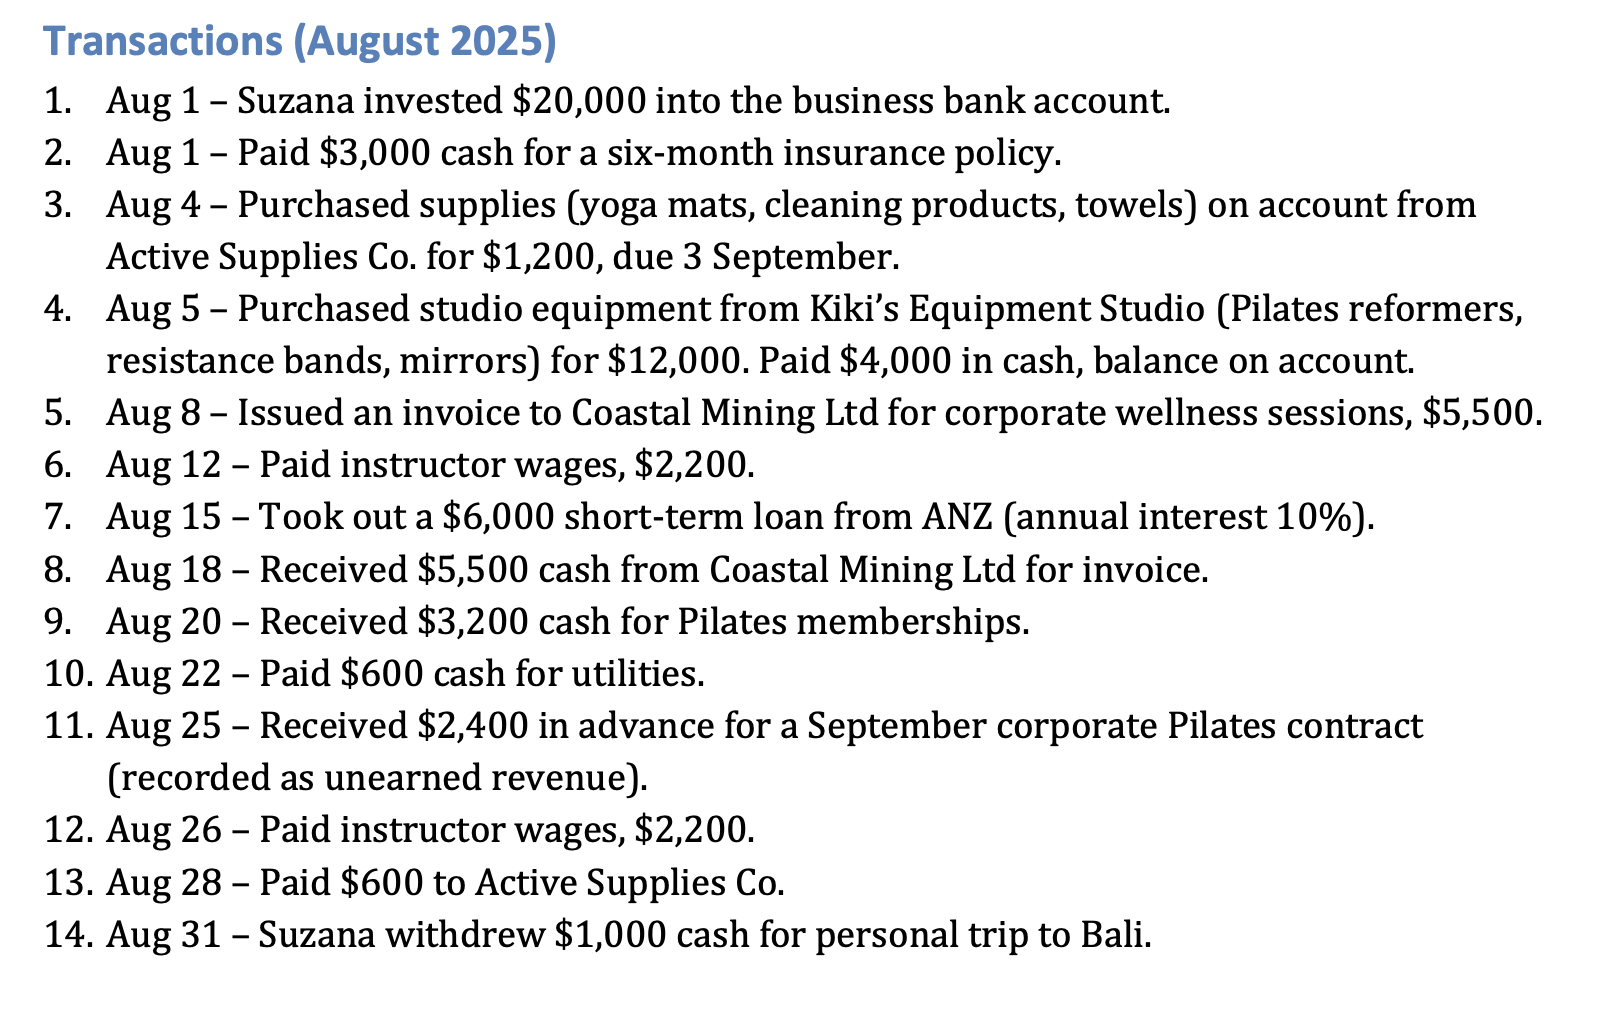 Transactions (August 2025)
1. Aug 1 – Suzana invested $20,000 into the business bank account.
2. Aug 1 – Paid $3,000 cash for a six-month insurance policy.
3. Aug 4 – Purchased supplies (yoga mats, cleaning products, towels) on account from
Active Supplies Co. for $1,200, due 3 September.
4. Aug 5 – Purchased studio equipment from Kiki’s Equipment Studio (Pilates reformers,
resistance bands, mirrors) for $12,000. Paid $4,000 in cash, balance on account.
5. Aug 8 – Issued an invoice to Coastal Mining Ltd for corporate wellness sessions, $5,500.
6. Aug 12 – Paid instructor wages, $2,200.
7. Aug 15 – Took out a $6,000 short-term loan from ANZ (annual interest 10%).
8. Aug 18 – Received $5,500 cash from Coastal Mining Ltd for invoice.
9. Aug 20 – Received $3,200 cash for Pilates memberships.
10. Aug 22 – Paid $600 cash for utilities.
11. Aug 25 – Received $2,400 in advance for a September corporate Pilates contract
(recorded as unearned revenue).
12. Aug 26 – Paid instructor wages, $2,200.
13. Aug 28 – Paid $600 to Active Supplies Co.
14. Aug 31 – Suzana withdrew $1,000 cash for personal trip to Bali.